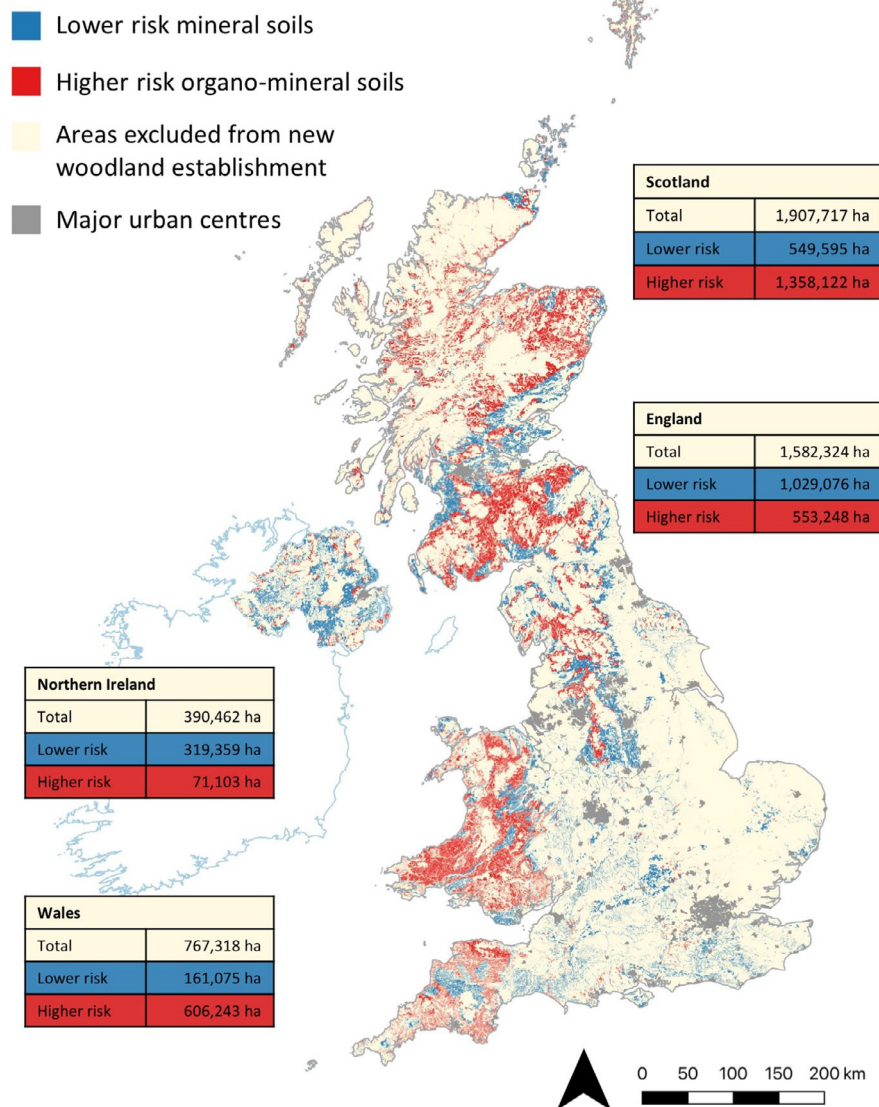 Lower risk mineral soils
Higher risk organo-mineral soils
Areas excluded from new
woodland establishment
Major urban centres
Scotland
Total 1,907,717 ha
Lower risk 549,595 ha
Higher risk 1,358,122 ha
England
Total 1,582,324 ha
Lower risk 1,029,076 ha
Higher risk 553,248 ha
Northern Ireland
Total 390,462 ha
Lower risk 319,359 ha
Higher risk 71,103 ha
Wales
Total 767,318 ha
Lower risk 161,075 ha
Higher risk 606,243 ha
0 50 100 150 200 km